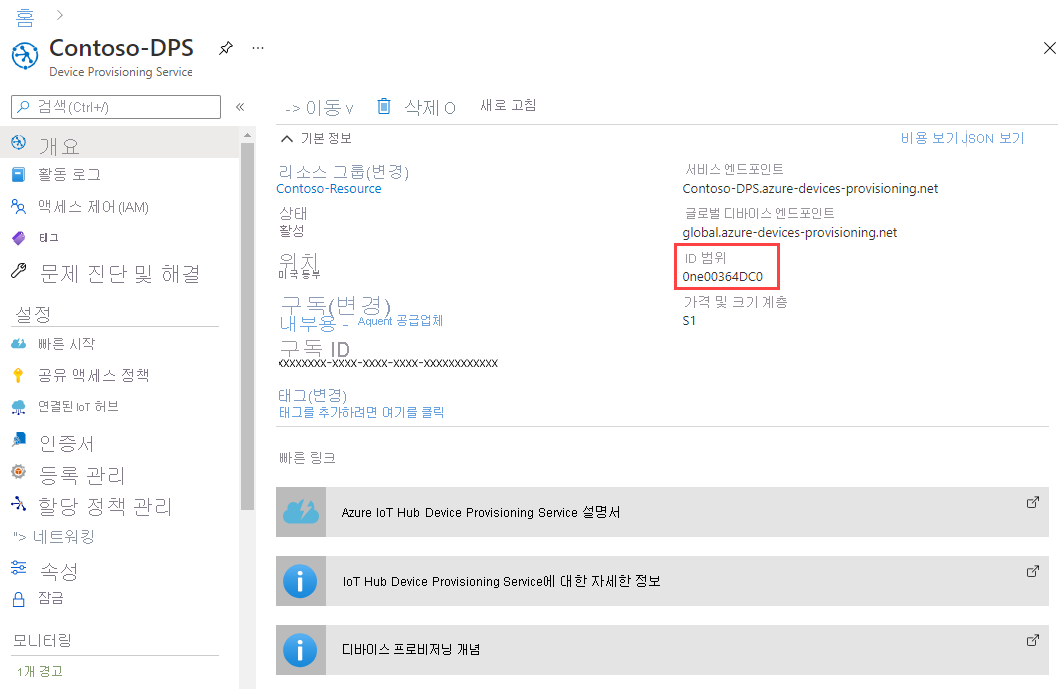 홈 >
Contoso-DPS
Device Provisioning Service
검색(Ctrl+/)
«
개요
활동 로그
액세스 제어(IAM)
태그
문제 진단 및 해결
설정
빠른 시작
공유 액세스 정책
연결된 IoT 허브
인증서
등록 관리
할당 정책 관리
"> 네트워킹
속성
잠금
모니터링
1개 경고
-> 이동 v 삭제 O 새로 고침
기본 정보
비용 보기 JSON 보기
리소스 그룹(변경)
Contoso-Resource
상태
활성
위치
미국 동부
구독(변경)
내부용 - Aquent 공급업체
구독 ID
xxxxxxxx-xxxx-xxxx-xxxx-xxxxxxxxxxxx
태그(변경)
태그를 추가하려면 여기를 클릭
서비스 엔드포인트
Contoso-DPS.azure-devices-provisioning.net
글로벌 디바이스 엔드포인트
global.azure-devices-provisioning.net
ID 범위
0ne00364DC0
가격 및 크기 계층
S1
빠른 링크
Azure IoT Hub Device Provisioning Service 설명서
IoT Hub Device Provisioning Service에 대한 자세한 정보
디바이스 프로비저닝 개념